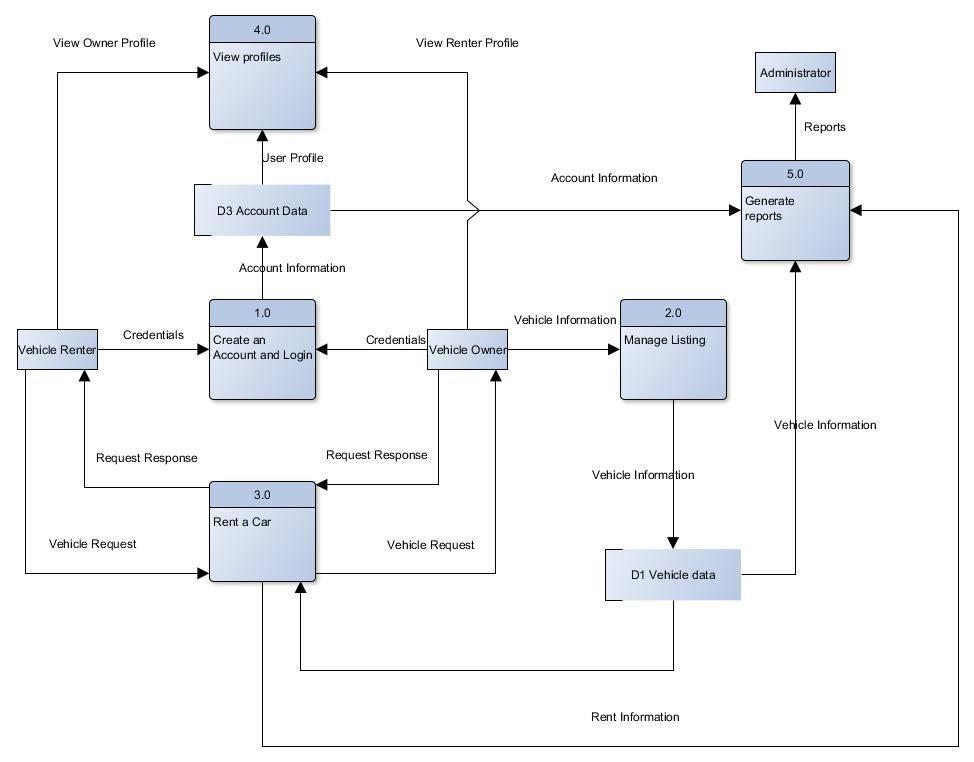 4.0
View Owner Profile
View Renter Profile
View profiles
Administrator
Reports
User Profile
5.0
Account Information
Generate
reports
D3 Account Data
Account Information
1.0
2.0
Vehicle Information
Credentials
Create an
Account and Login
Credentials
Manage Listing
Vehicle Renter
Vehicle Owner
Vehicle Information
Request Response
Request Response
Vehicle Information
3.0
Rent a Car
Vehicle Request
Vehicle Request
D1 Vehicle data
Rent Information